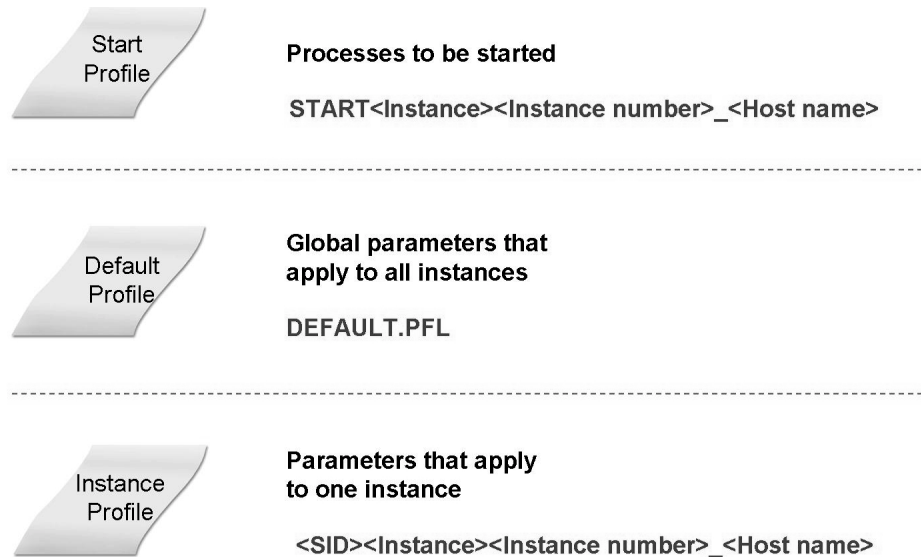 Start
Profile
Processes to be started
START<Instance><Instance number>_<Host name>
Default
Profile
Global parameters that
apply to all instances
DEFAULT.PFL
Instance
Profile
Parameters that apply
to one instance
<SID><Instance><Instance number>_<Host name>